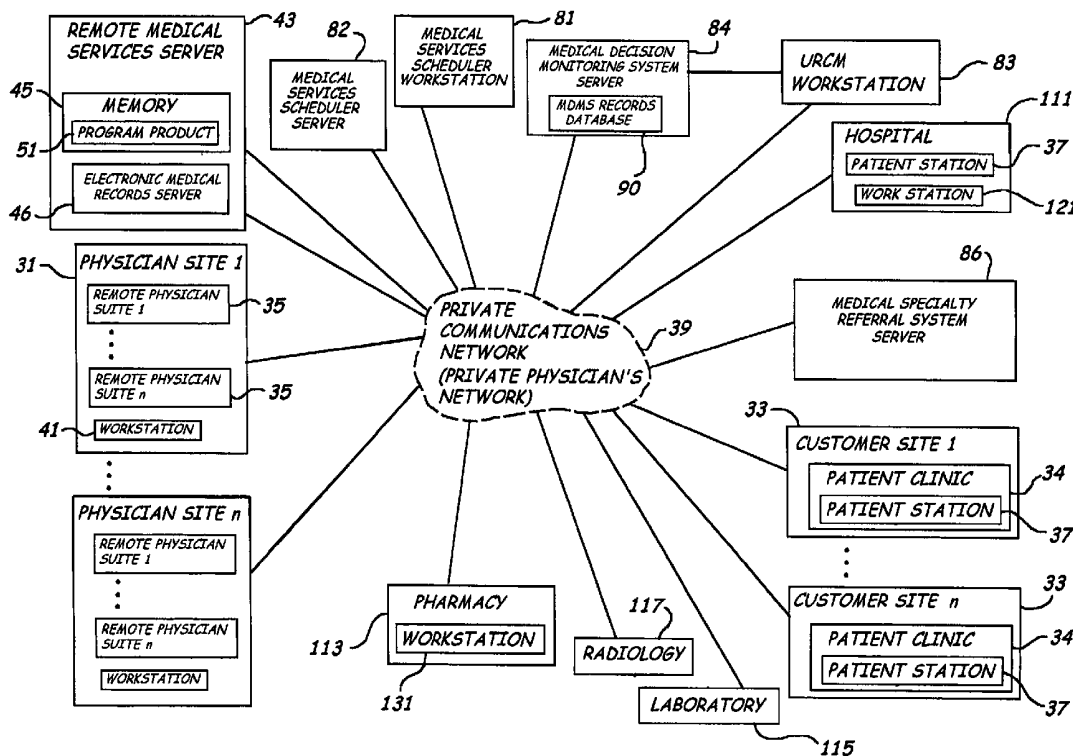 REMOTE MEDICAL
SERVICES SERVER
43
45
MEMORY
51
PROGRAM PRODUCT
ELECTRONIC MEDICAL
RECORDS SERVER
46
82
MEDICAL
SERVICES
SCHEDULER
SERVER
81
MEDICAL
SERVICES
SCHEDULER
WORKSTATION
84
MEDICAL DECISION
MONITORING SYSTEM
SERVER
MDMS RECORDS
DATABASE
90
URCM
WORKSTATION
83
111
HOSPITAL
PATIENT STATION
37
WORK STATION
121
31
PHYSICIAN SITE 1
REMOTE PHYSICIAN
SUITE 1
35
REMOTE PHYSICIAN
SUITE n
35
41
WORKSTATION
PHYSICIAN SITE n
REMOTE PHYSICIAN
SUITE 1
REMOTE PHYSICIAN
SUITE n
WORKSTATION
PRIVATE
COMMUNICATIONS
NETWORK
(PRIVATE PHYSICIAN'S
NETWORK)
39
86
MEDICAL SPECIALTY
REFERRAL SYSTEM
SERVER
33
CUSTOMER SITE 1
PATIENT CLINIC
34
PATIENT STATION
37
CUSTOMER SITE n
33
PATIENT CLINIC
34
PATIENT STATION
37
PHARMACY
113
WORKSTATION
131
117
RADIOLOGY
LABORATORY
115